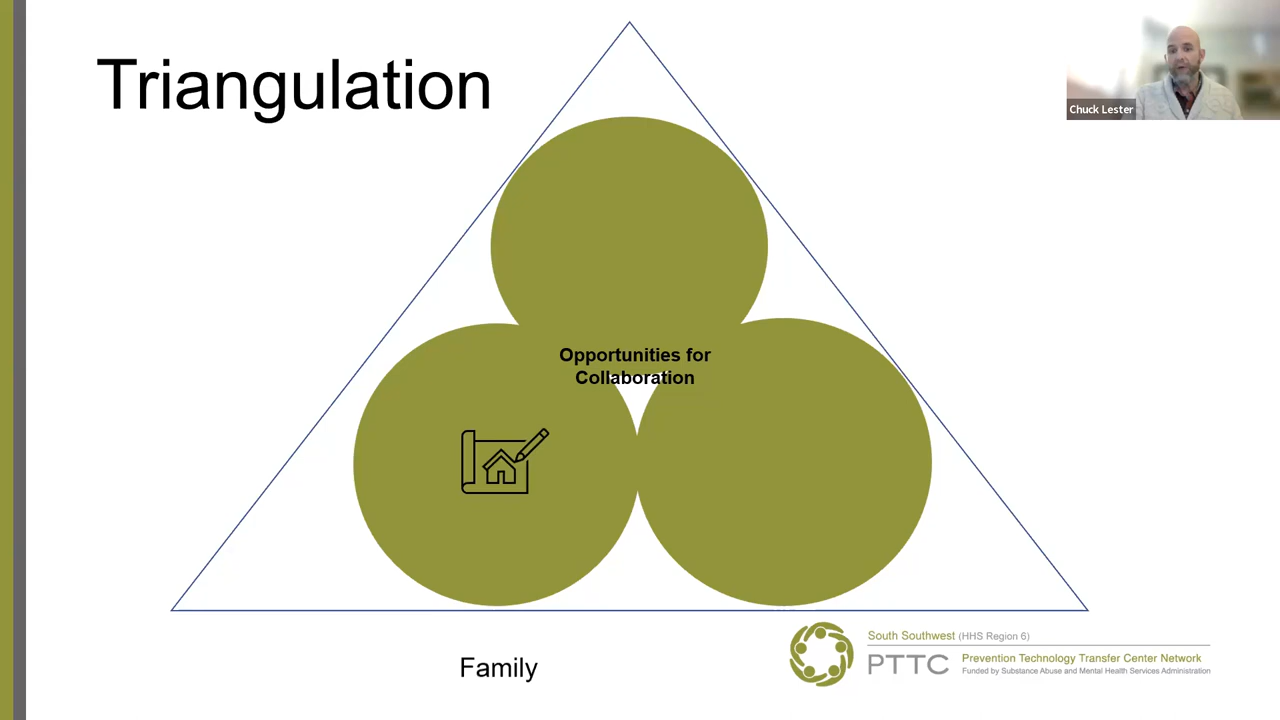 Triangulation
Chuck Lester
Opportunities for
Collaboration
Family
South Southwest (HHS Region 6)
PTTC
Prevention Technology Transfer Center Network
Funded by Substance Abuse and Mental Health Services Administration